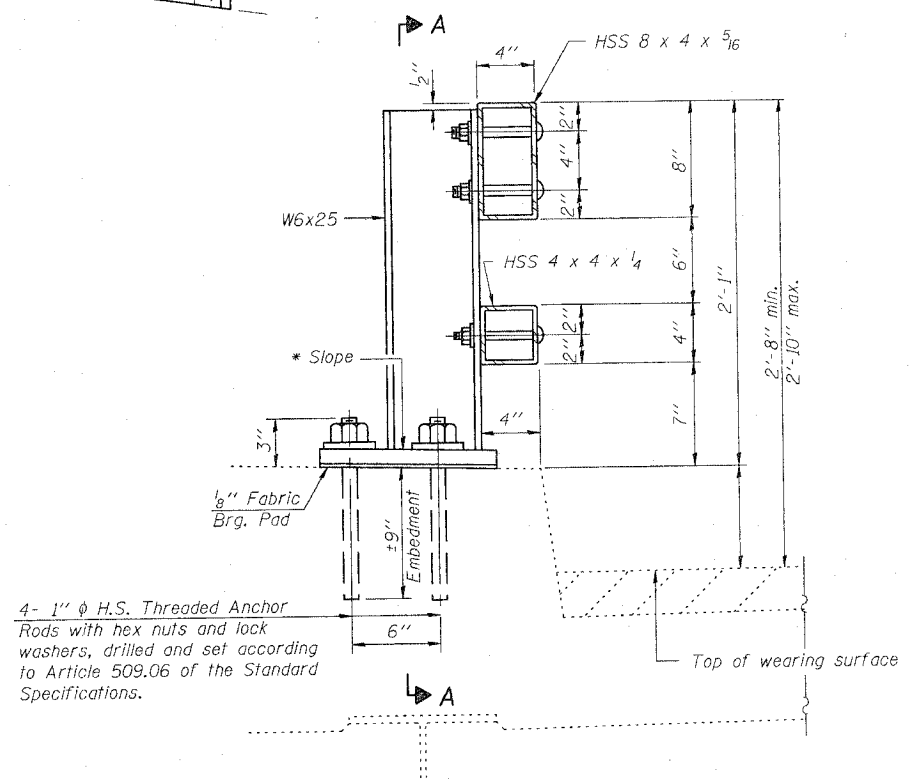 A
HSS 8 x 4 x 5/16
4"
1/2"
2"
4"
2"
8"
W6x25
6"
HSS 4 x 4 x 1/4
2'-1"
2'-8" min.
2'-10" max.
2"
2"
4"
* Slope
7"
4"
3"
1/8" Fabric
Brg. Pad
±9"
Embedment
4- 1" ϕ H.S. Threaded Anchor
Rods with hex nuts and lock
washers, drilled and set according
to Article 509.06 of the Standard
Specifications.
6"
Top of wearing surface
A